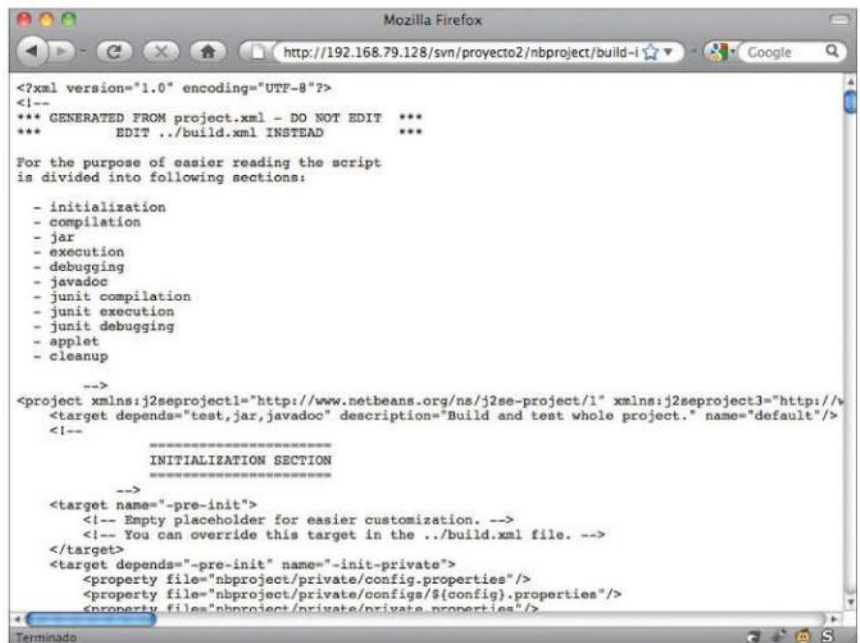 Mozilla Firefox
http://192.168.79.128/svn/proyecto2/nbproject/build-i
Google
<?xml version="1.0" encoding="UTF-8"?>
<!--
*** GENERATED FROM project.xml - DO NOT EDIT ***
*** EDIT ../build.xml INSTEAD ***
For the purpose of easier reading the script
is divided into following sections:
- initialization
- compilation
- jar
- execution
- debugging
- javadoc
- junit compilation
- junit execution
- junit debugging
- applet
- cleanup
-->
<project xmlns:j2seproject1="http://www.netbeans.org/ns/j2se-project/1" xmlns:j2seproject3="http://w
<target depends="test,jar,javadoc" description="Build and test whole project." name="default"/>
<!--
======================
INITIALIZATION SECTION
======================
-->
<target name="-pre-init">
<!-- Empty placeholder for easier customization. -->
<!-- You can override this target in the ../build.xml file. -->
</target>
<target depends="-pre-init" name="-init-private">
<property file="nbproject/private/config.properties"/>
<property file="nbproject/private/configs/${config}.properties"/>
<property file="nbproject/private/private.properties"/>
Terminado